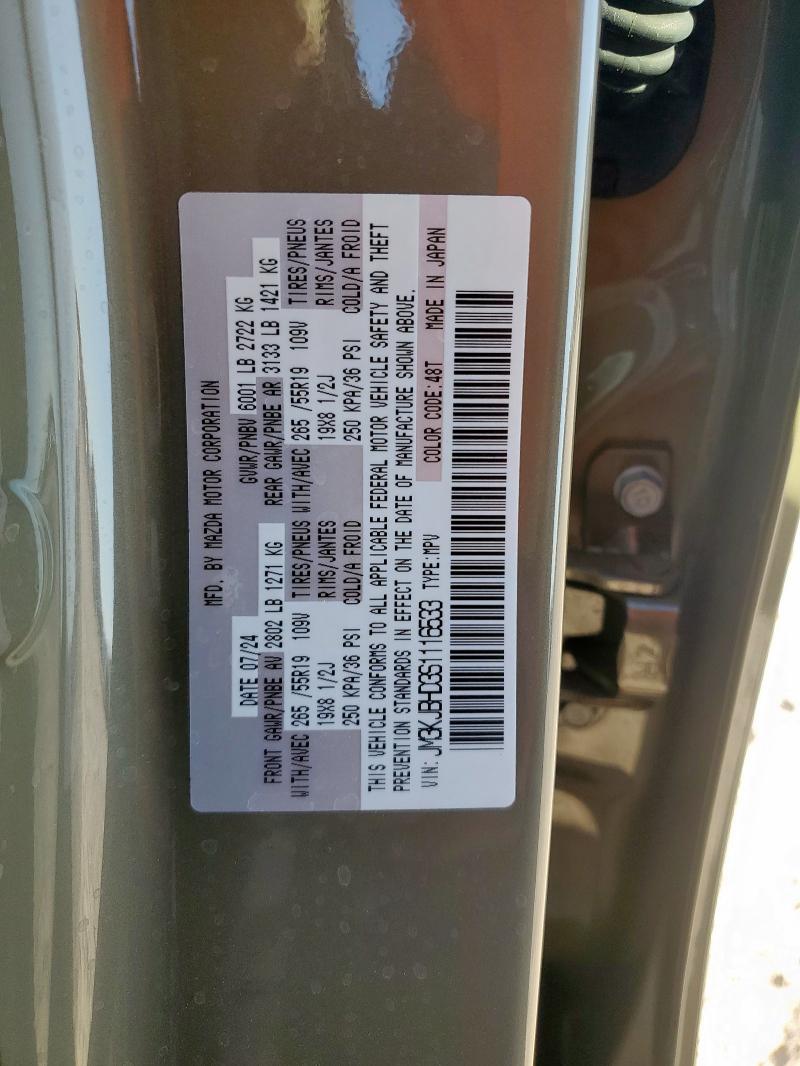 MFD. BY MAZDA MOTOR CORPORATION
DATE 07/24 GVWR/PNBV 6001 LB 2722 KG
FRONT GAWR/PNBE AV 2802 LB 1271 KG REAR GAWR/PNBE AR 3133 LB 1421 KG
WITH/AVEC 265 /55R19 109V TIRES/PNEUS WITH/AVEC 265 /55R19 109V TIRES/PNEUS
19X8 1/2J RIMS/JANTES 19X8 1/2J RIMS/JANTES
250 KPA/36 PSI COLD/A FROID 250 KPA/36 PSI COLD/A FROID
THIS VEHICLE CONFORMS TO ALL APPLICABLE FEDERAL MOTOR VEHICLE SAFETY AND THEFT
PREVENTION STANDARDS IN EFFECT ON THE DATE OF MANUFACTURE SHOWN ABOVE.
VIN: JM3KJBHD3S1116533 TYPE:MPV COLOR CODE:48T MADE IN JAPAN